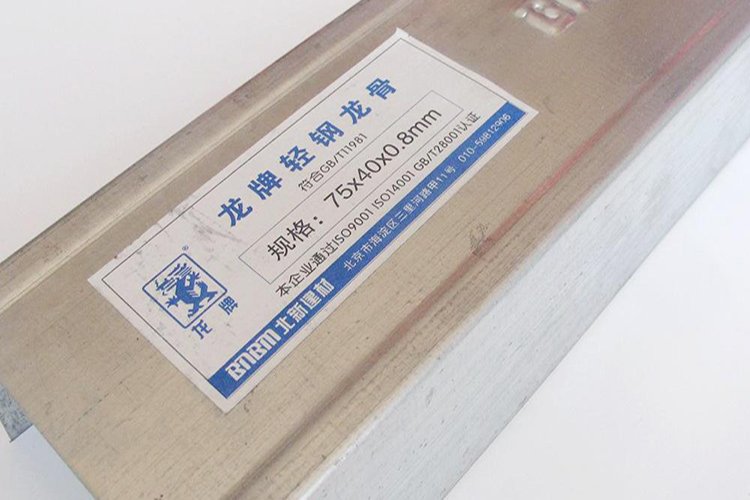 龙牌轻钢龙骨
符合GB/T11981
规格：75x40x0.8mm
本企业通过ISO9001 ISO14001 GB/T28001认证
®
龙牌
BNBM 北新建材 北京市海淀区三里河路甲11号 010-59812906